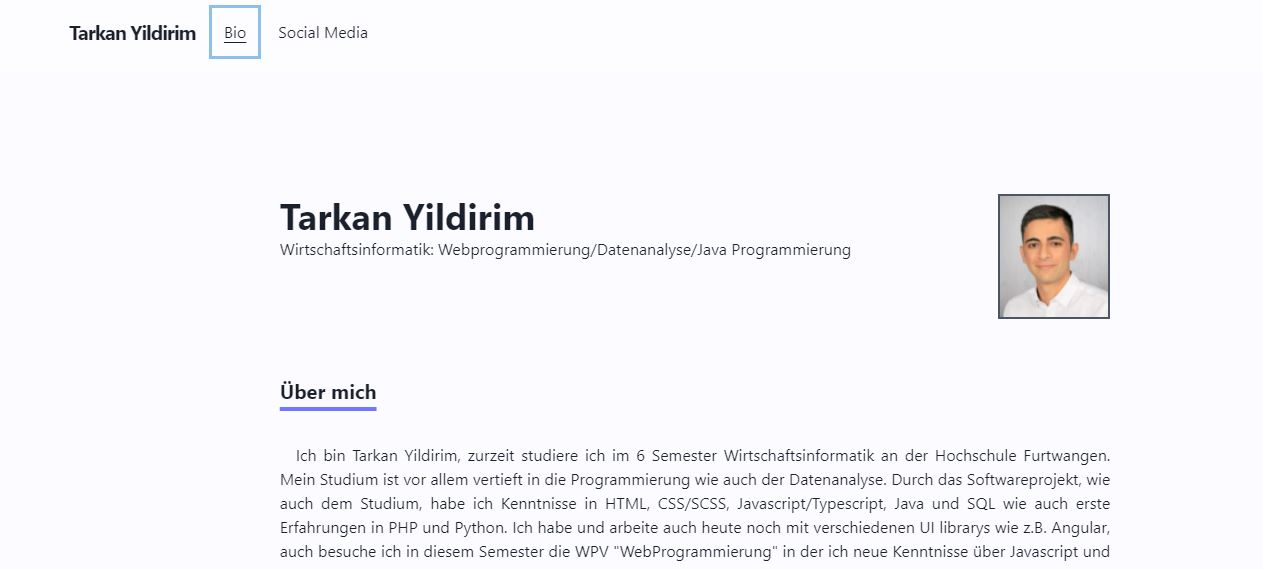 Tarkan Yildirim Bio Social Media
Tarkan Yildirim
Wirtschaftsinformatik: Webprogrammierung/Datenanalyse/Java Programmierung
Über mich
Ich bin Tarkan Yildirim, zurzeit studiere ich im 6 Semester Wirtschaftsinformatik an der Hochschule Furtwangen.
Mein Studium ist vor allem vertieft in die Programmierung wie auch der Datenanalyse. Durch das Softwareprojekt, wie
auch dem Studium, habe ich Kenntnisse in HTML, CSS/SCSS, Javascript/Typescript, Java und SQL wie auch erste
Erfahrungen in PHP und Python. Ich habe und arbeite auch heute noch mit verschiedenen UI librarys wie z.B. Angular,
auch besuche ich in diesem Semester die WPV "WebProgrammierung" in der ich neue Kenntnisse über Javascript und